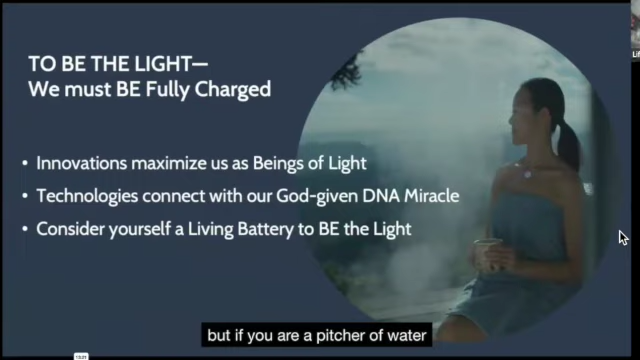 TO BE THE LIGHT—
We must BE Fully Charged
• Innovations maximize us as Beings of Light
• Technologies connect with our God-given DNA Miracle
• Consider yourself a Living Battery to BE the Light
but if you are a pitcher of water